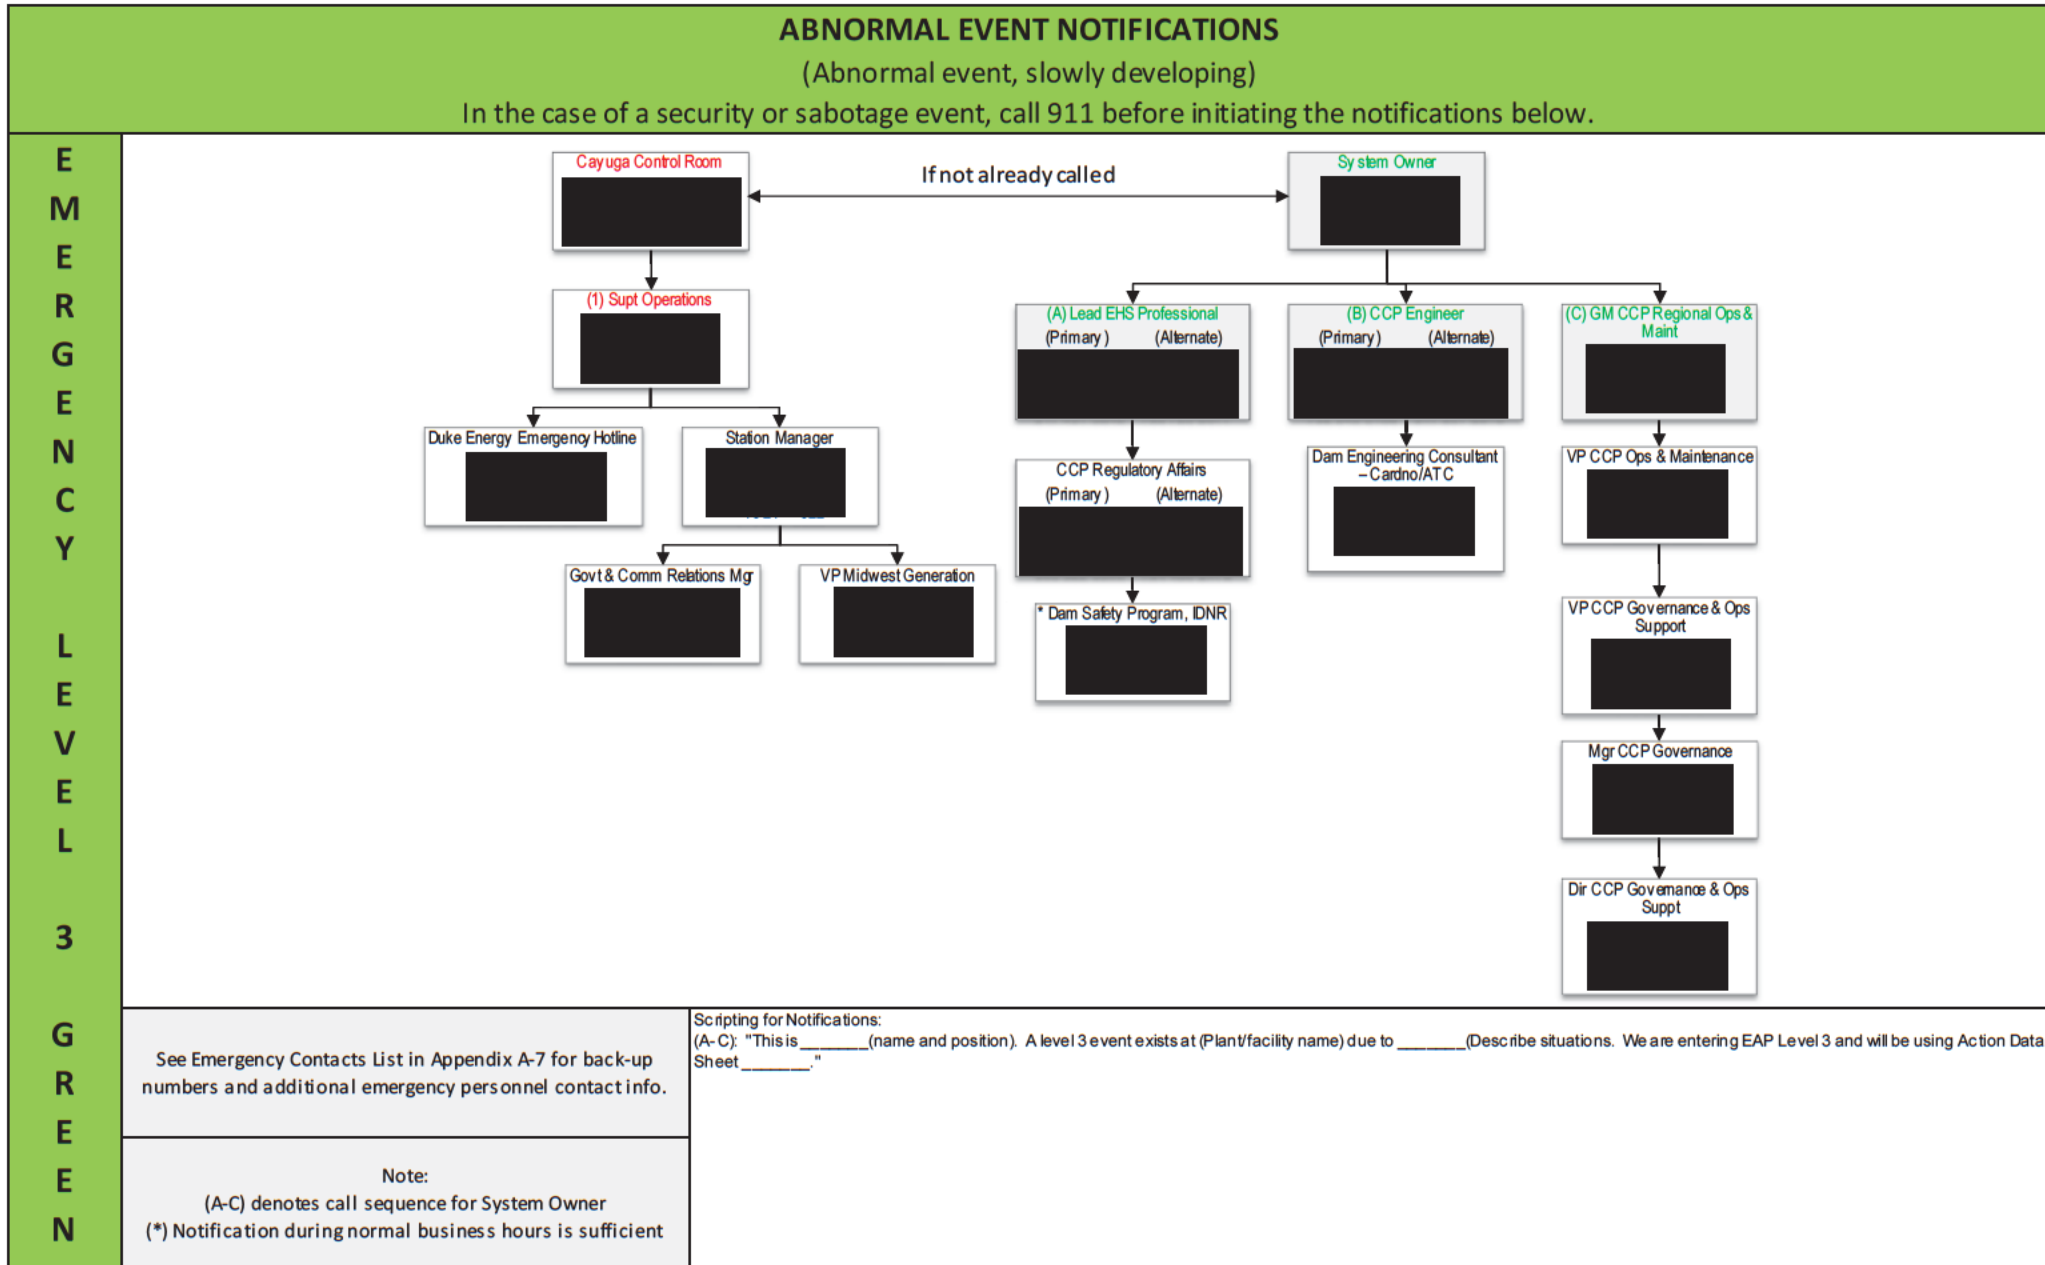 ABNORMAL EVENT NOTIFICATIONS
(Abnormal event, slowly developing)
In the case of a security or sabotage event, call 911 before initiating the notifications below.
EMERGENCY LEVEL 3 GREEN
Cayuga Control Room
If not already called
System Owner
(1) Supt Operations
(A) Lead EHS Professional
(Primary) (Alternate)
(B) CCP Engineer
(Primary) (Alternate)
(C) GM CCP Regional Ops &
Maint
Duke Energy Emergency Hotline
Station Manager
CCP Regulatory Affairs
(Primary) (Alternate)
Dam Engineering Consultant
– Cardno/ATC
VP CCP Ops & Maintenance
Govt & Comm Relations Mgr
VP Midwest Generation
* Dam Safety Program, IDNR
VP CCP Governance & Ops
Support
Mgr CCP Governance
Dir CCP Governance & Ops
Suppt
See Emergency Contacts List in Appendix A-7 for back-up
numbers and additional emergency personnel contact info.
Note:
(A-C) denotes call sequence for System Owner
(*) Notification during normal business hours is sufficient
Scripting for Notifications:
(A-C): "This is ________(name and position). A level 3 event exists at (Plant/facility name) due to ________(Describe situations. We are entering EAP Level 3 and will be using Action Data
Sheet ________."